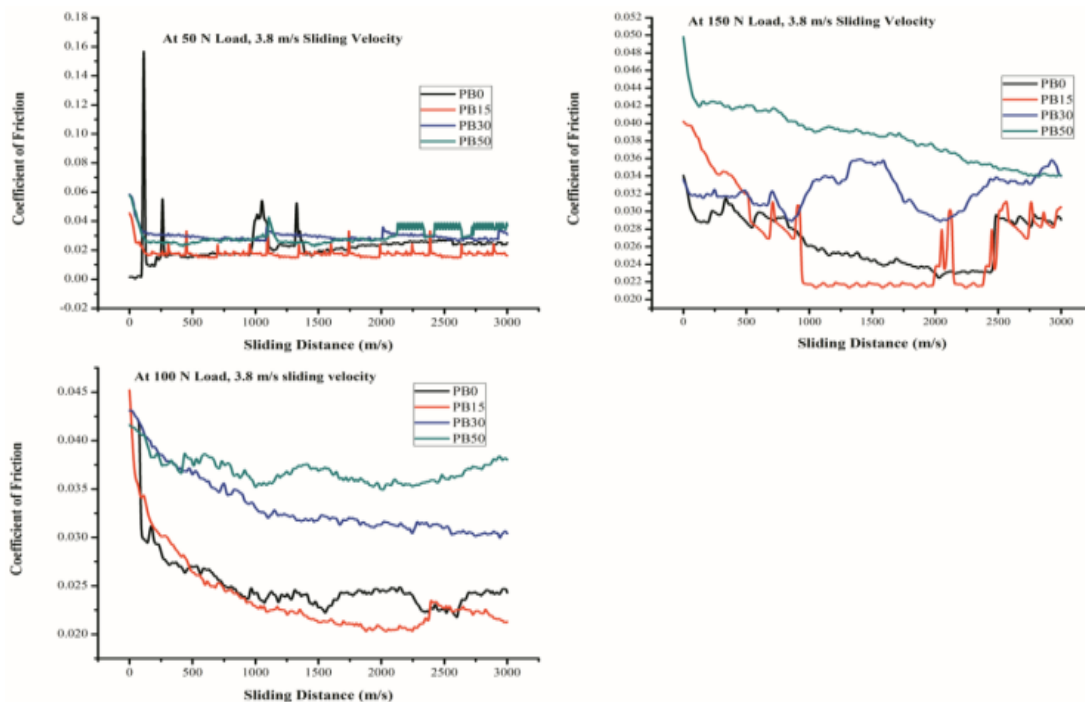 At 50 N Load, 3.8 m/s Sliding Velocity
PB0
PB15
PB30
PB50
Coefficient of Friction
0.18
0.16
0.14
0.12
0.10
0.08
0.06
0.04
0.02
0.00
-0.02
0 500 1000 1500 2000 2500 3000
Sliding Distance (m/s)
At 150 N Load, 3.8 m/s Sliding Velocity
PB0
PB15
PB30
PB50
Coefficient of Friction
0.052
0.050
0.048
0.046
0.044
0.042
0.040
0.038
0.036
0.034
0.032
0.030
0.028
0.026
0.024
0.022
0.020
0 500 1000 1500 2000 2500 3000
Sliding Distance (m/s)
At 100 N Load, 3.8 m/s sliding velocity
PB0
PB15
PB30
PB50
Coefficient of Friction
0.045
0.040
0.035
0.030
0.025
0.020
0 500 1000 1500 2000 2500 3000
Sliding Distance (m/s)